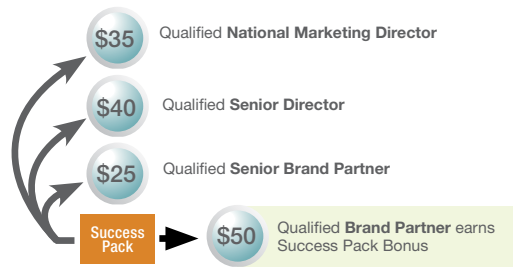 $35
Qualified National Marketing Director
$40
Qualified Senior Director
$25
Qualified Senior Brand Partner
Success
Pack
$50
Qualified Brand Partner earns
Success Pack Bonus